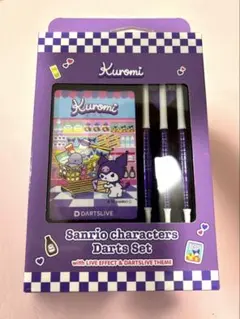 Kuromi
Kuromi
DARTSLIVE
Sanrio characters
Darts Set
with LIVE EFFECT & DARTSLIVE THEME